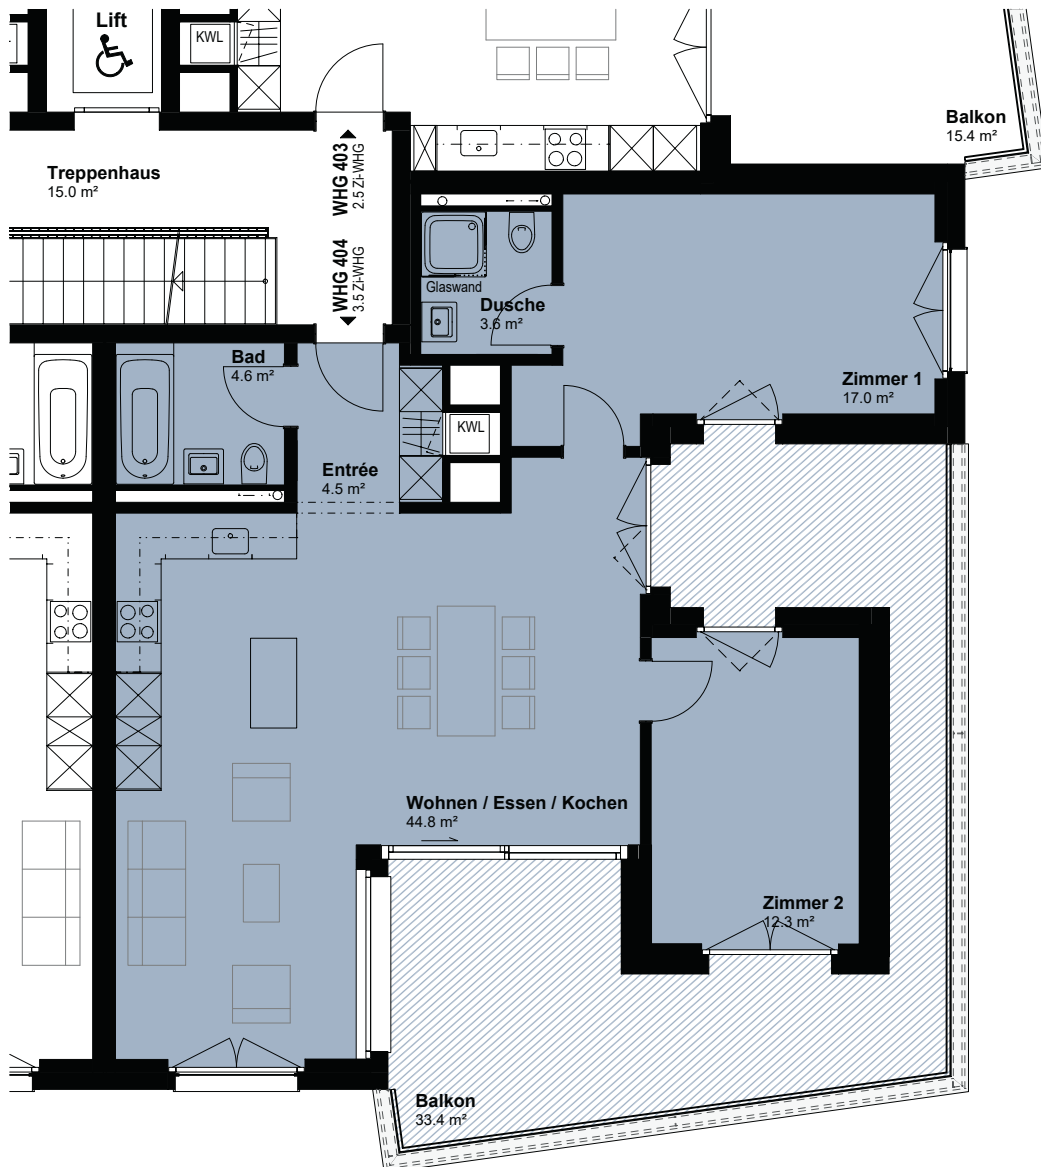 Lift
KWL
Balkon
15.4 m²
Treppenhaus
15.0 m²
WHG 403
2.5 Zi-WHG
WHG 404
3.5 Zi-WHG
Glaswand
Dusche
3.6 m²
Bad
4.6 m²
Zimmer 1
17.0 m²
KWL
Entrée
4.5 m²
Wohnen / Essen / Kochen
44.8 m²
Zimmer 2
12.3 m²
Balkon
33.4 m²